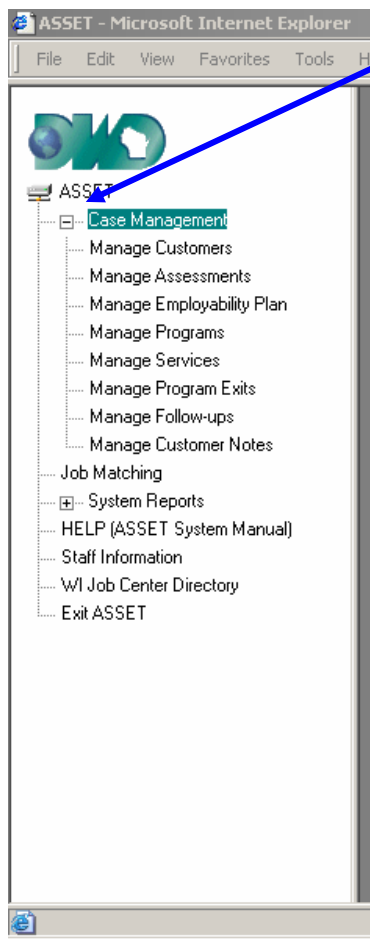 ASSET - Microsoft Internet Explorer
File Edit View Favorites Tools H
DWD
ASSET
Case Management
Manage Customers
Manage Assessments
Manage Employability Plan
Manage Programs
Manage Services
Manage Program Exits
Manage Follow-ups
Manage Customer Notes
Job Matching
System Reports
HELP (ASSET System Manual)
Staff Information
WI Job Center Directory
Exit ASSET